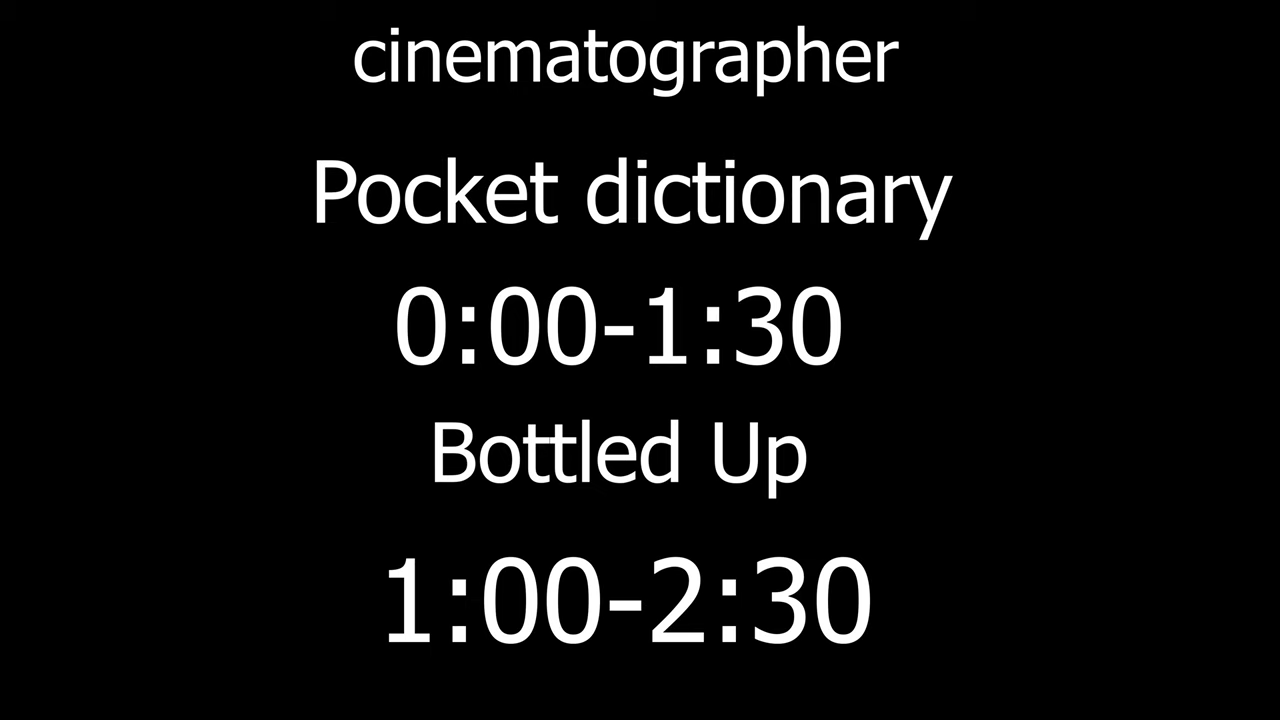 cinematographer
Pocket dictionary
0:00-1:30
Bottled Up
1:00-2:30